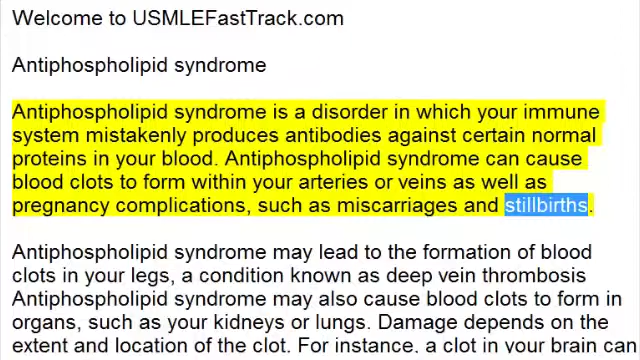 Welcome to USMLEFastTrack.com
Antiphospholipid syndrome
Antiphospholipid syndrome is a disorder in which your immune
system mistakenly produces antibodies against certain normal
proteins in your blood. Antiphospholipid syndrome can cause
blood clots to form within your arteries or veins as well as
pregnancy complications, such as miscarriages and stillbirths.
Antiphospholipid syndrome may lead to the formation of blood
clots in your legs, a condition known as deep vein thrombosis
Antiphospholipid syndrome may also cause blood clots to form in
organs, such as your kidneys or lungs. Damage depends on the
extent and location of the clot. For instance, a clot in your brain can